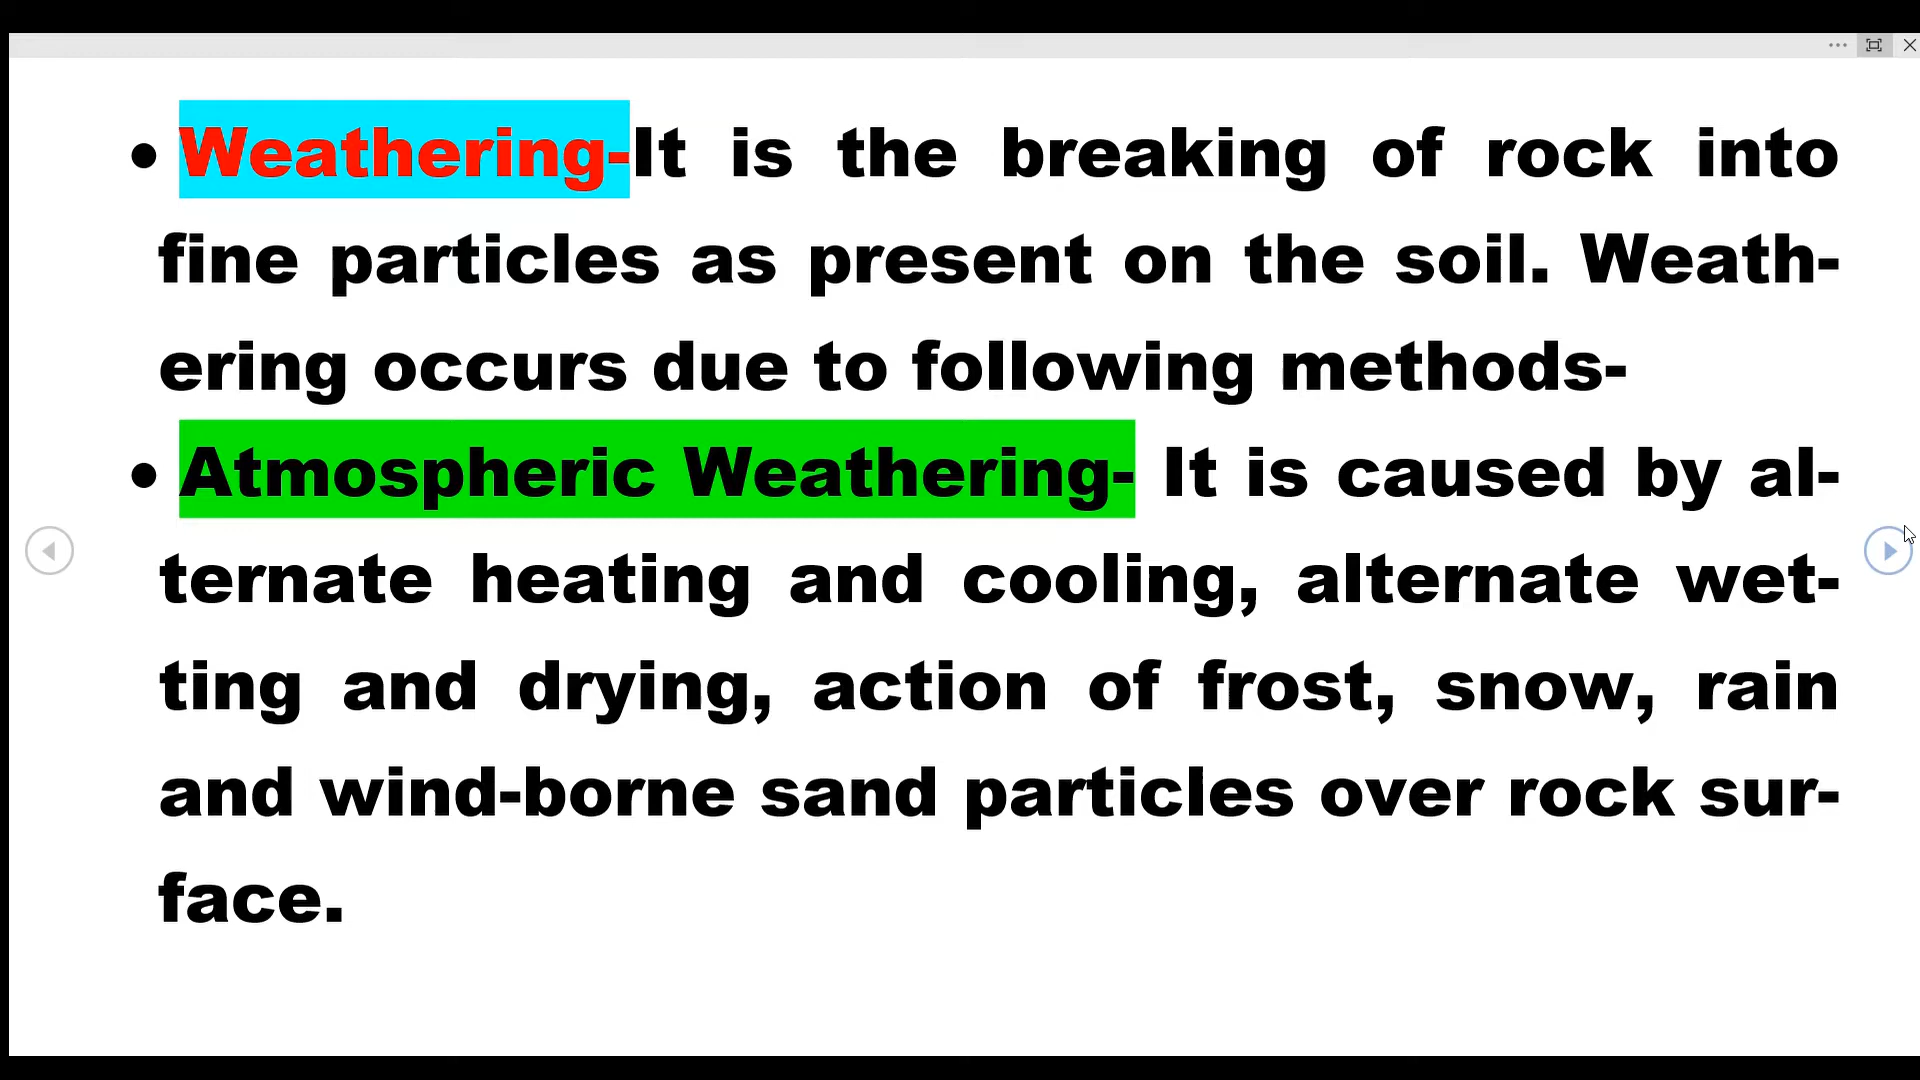 • Weathering-It is the breaking of rock into
fine particles as present on the soil. Weath-
ering occurs due to following methods-
• Atmospheric Weathering- It is caused by al-
ternate heating and cooling, alternate wet-
ting and drying, action of frost, snow, rain
and wind-borne sand particles over rock sur-
face.